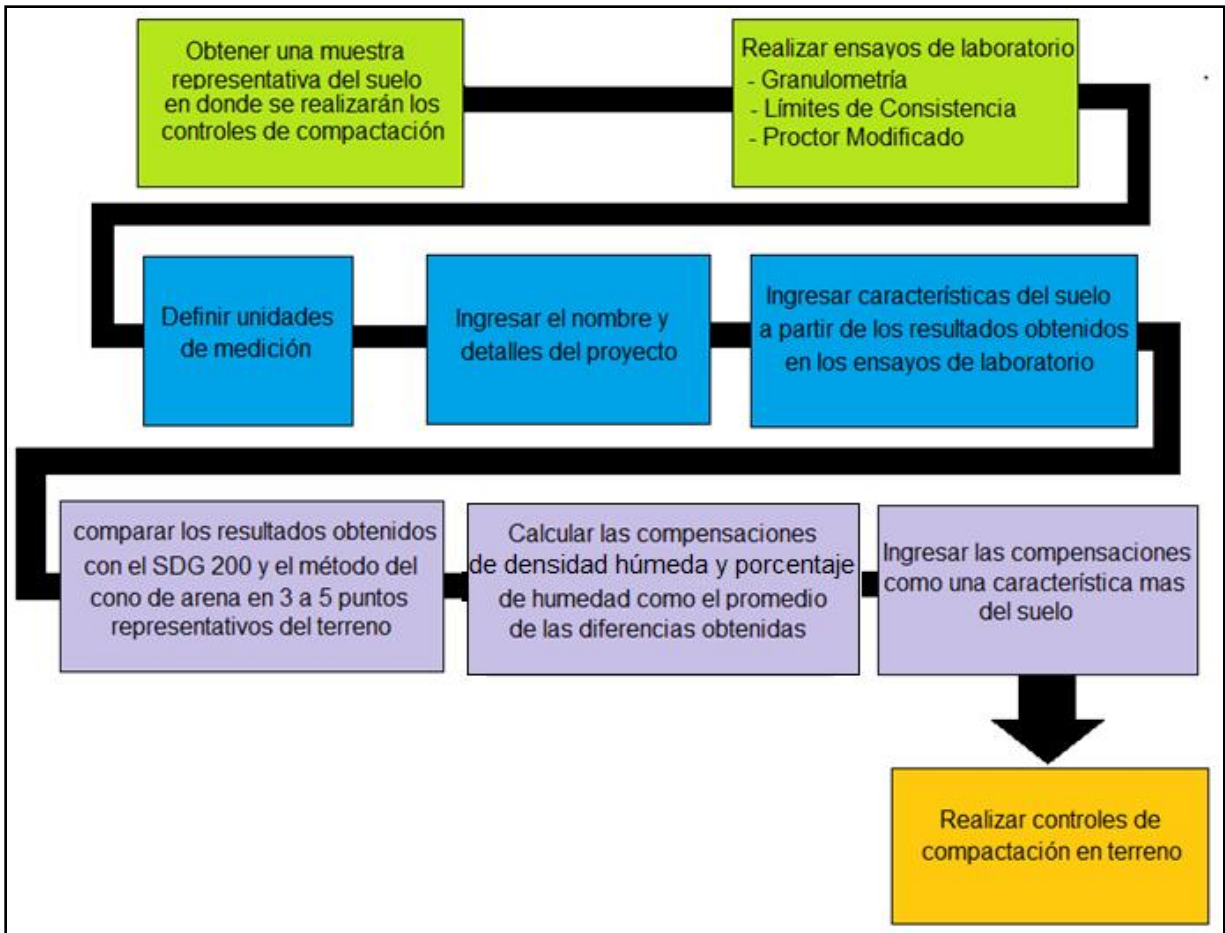 Obtener una muestra
representativa del suelo
en donde se realizarán los
controles de compactación
Realizar ensayos de laboratorio
- Granulometría
- Límites de Consistencia
- Proctor Modificado
Definir unidades
de medición
Ingresar el nombre y
detalles del proyecto
Ingresar características del suelo
a partir de los resultados obtenidos
en los ensayos de laboratorio
comparar los resultados obtenidos
con el SDG 200 y el método del
cono de arena en 3 a 5 puntos
representativos del terreno
Calcular las compensaciones
de densidad húmeda y porcentaje
de humedad como el promedio
de las diferencias obtenidas
Ingresar las compensaciones
como una característica mas
del suelo
Realizar controles de
compactación en terreno